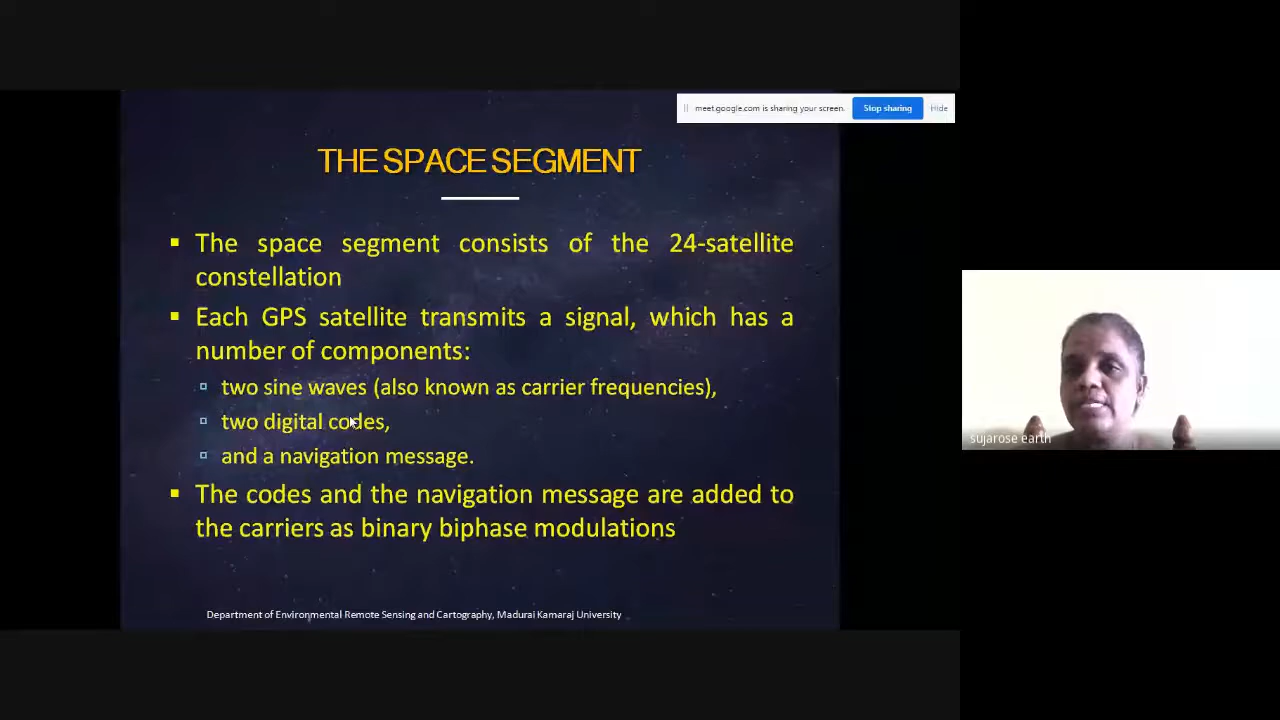 meet.google.com is sharing your screen. Stop sharing Hide
THE SPACE SEGMENT
The space segment consists of the 24-satellite
constellation
Each GPS satellite transmits a signal, which has a
number of components:
two sine waves (also known as carrier frequencies),
two digital codes,
and a navigation message.
The codes and the navigation message are added to
the carriers as binary biphase modulations
sujarose earth
Department of Environmental Remote Sensing and Cartography, Madurai Kamaraj University